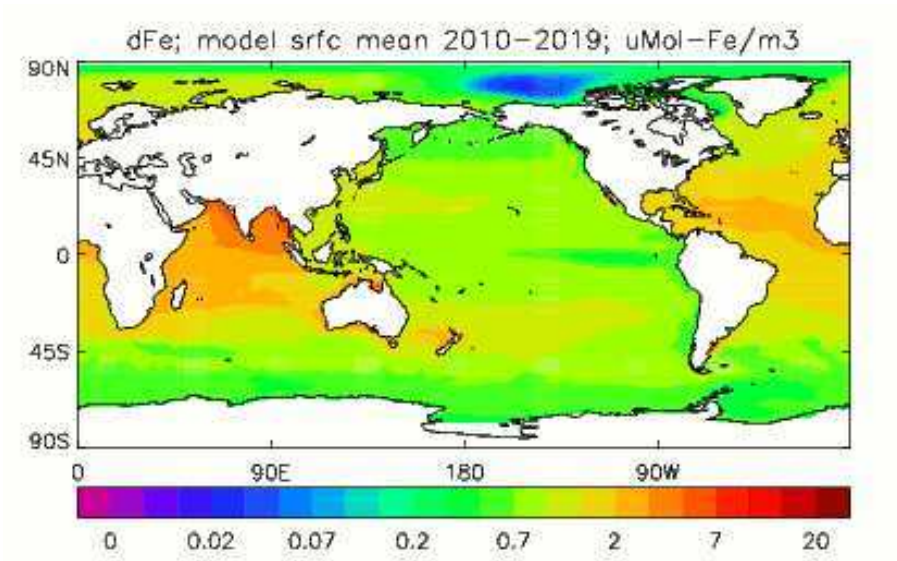 dFe; model srfc mean 2010-2019; uMol-Fe/m3
90N
45N
0
45S
90S
0 90E 180 90W
0 0.02 0.07 0.2 0.7 2 7 20